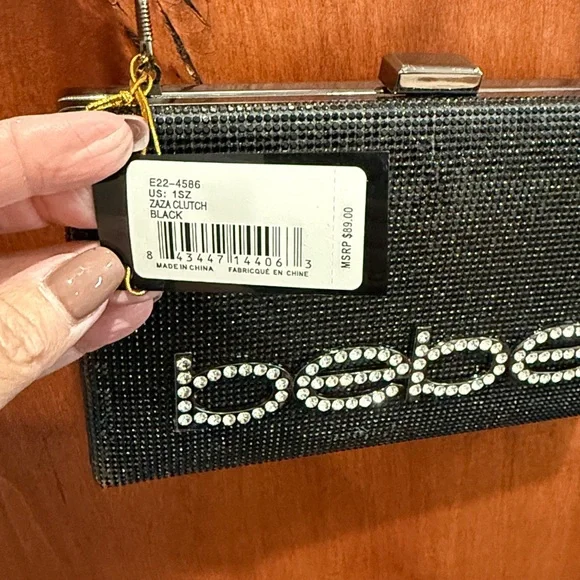 E22-4586
US: 1SZ
ZAZA CLUTCH
BLACK
8 43447 14406 3
MADE IN CHINA FABRIQUÉ EN CHINE
MSRP $89.00
bebe